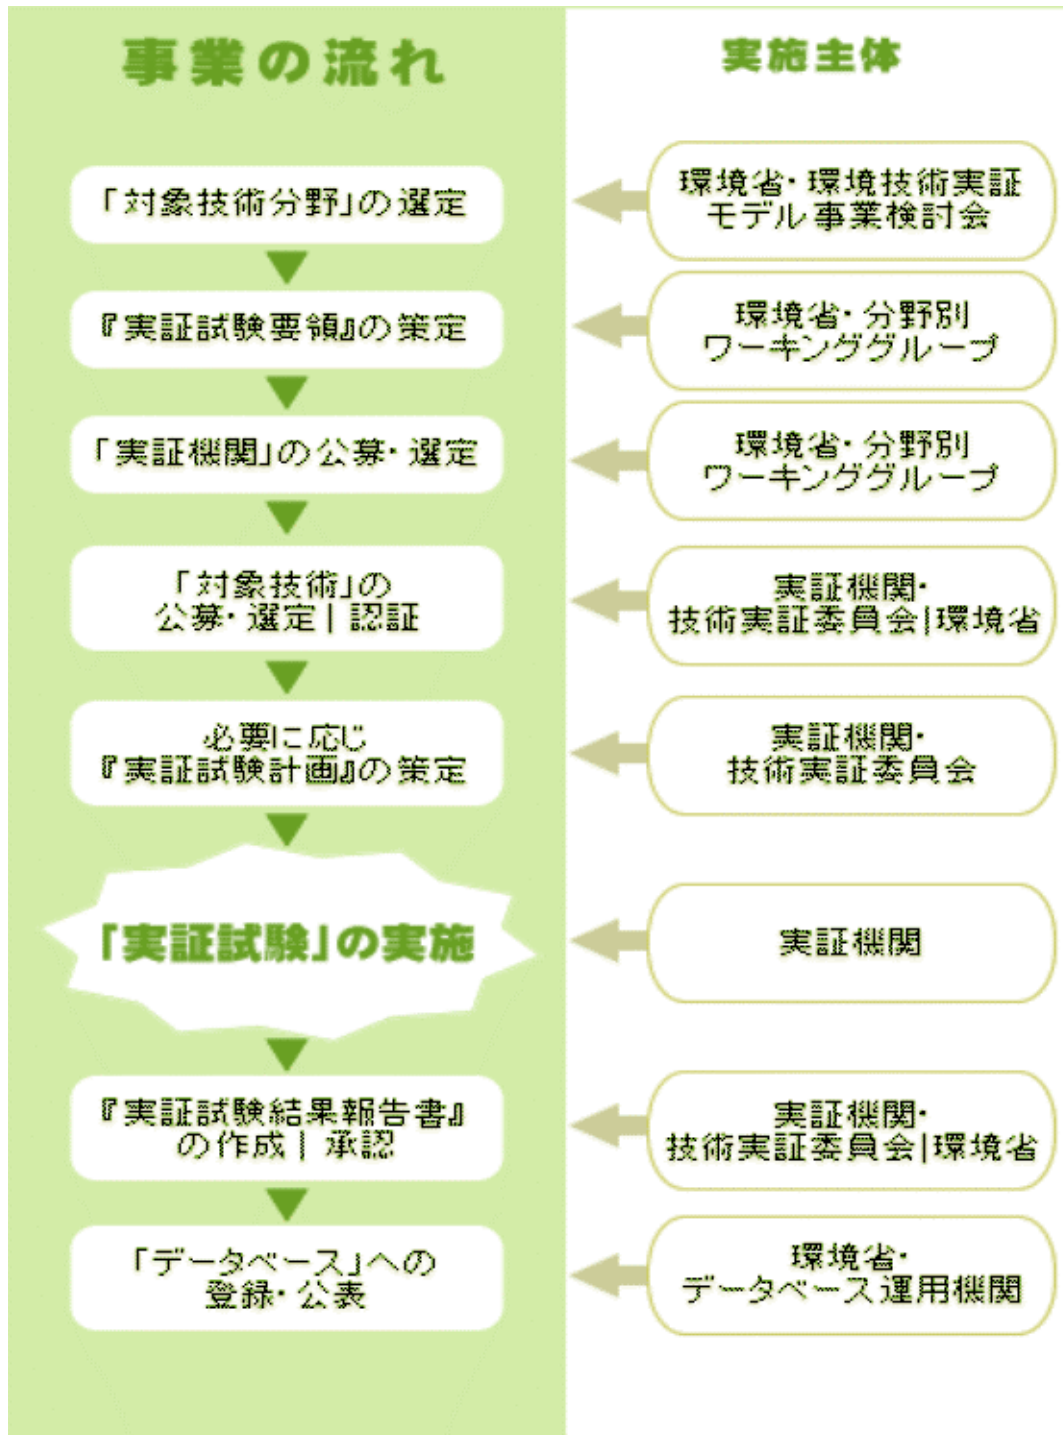 事業の流れ
実施主体
「対象技術分野」の選定
環境省・環境技術実証
モデル事業検討会
『実証試験要領』の策定
環境省・分野別
ワーキンググループ
「実証機関」の公募・選定
環境省・分野別
ワーキンググループ
「対象技術」の
公募・選定 | 認証
実証機関・
技術実証委員会|環境省
必要に応じ
『実証試験計画』の策定
実証機関・
技術実証委員会
「実証試験」の実施
実証機関
『実証試験結果報告書』
の作成 | 承認
実証機関・
技術実証委員会|環境省
「データベース」への
登録・公表
環境省・
データベース運用機関